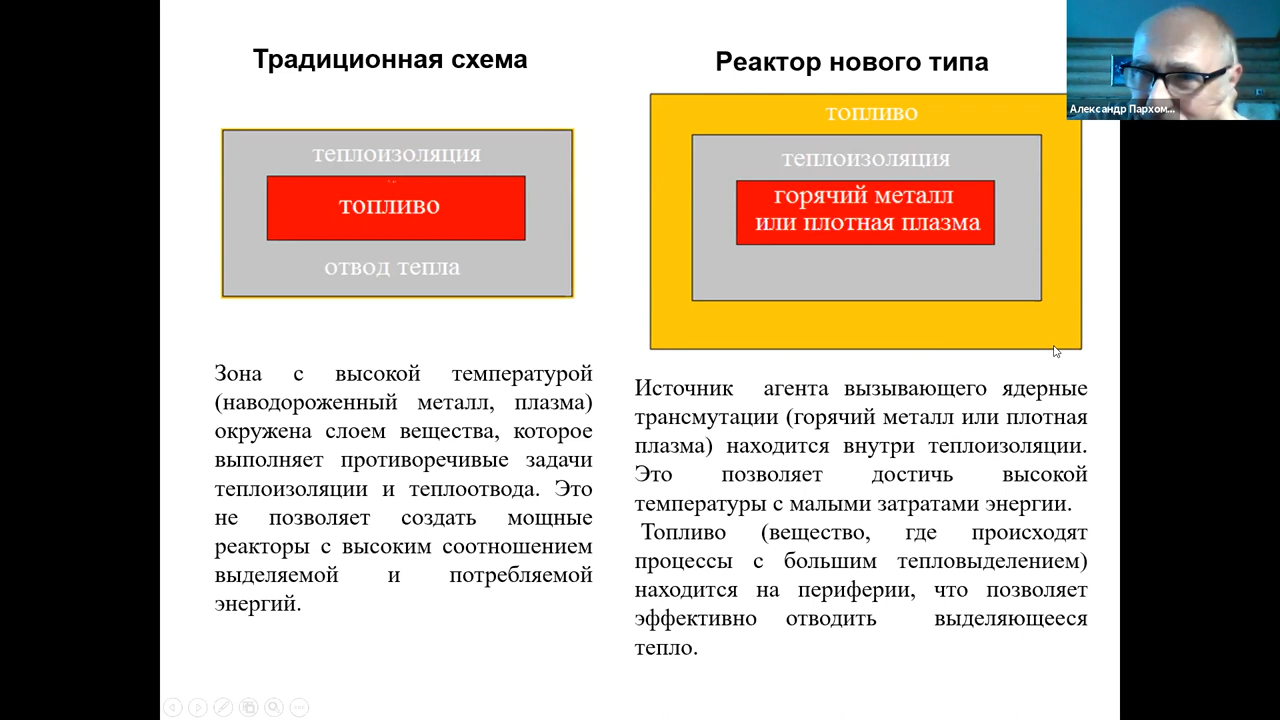 Традиционная схема
теплоизоляция
топливо
отвод тепла
Зона с высокой температурой
(наводороженный металл, плазма)
окружена слоем вещества, которое
выполняет противоречивые задачи
теплоизоляции и теплоотвода. Это
не позволяет создать мощные
реакторы с высоким соотношением
выделяемой и потребляемой
энергий.
Реактор нового типа
топливо
теплоизоляция
горячий металл
или плотная плазма
Источник агента вызывающего ядерные
трансмутации (горячий металл или плотная
плазма) находится внутри теплоизоляции.
Это позволяет достичь высокой
температуры с малыми затратами энергии.
Топливо (вещество, где происходят
процессы с большим тепловыделением)
находится на периферии, что позволяет
эффективно отводить выделяющееся
тепло.
Александр Пархом...